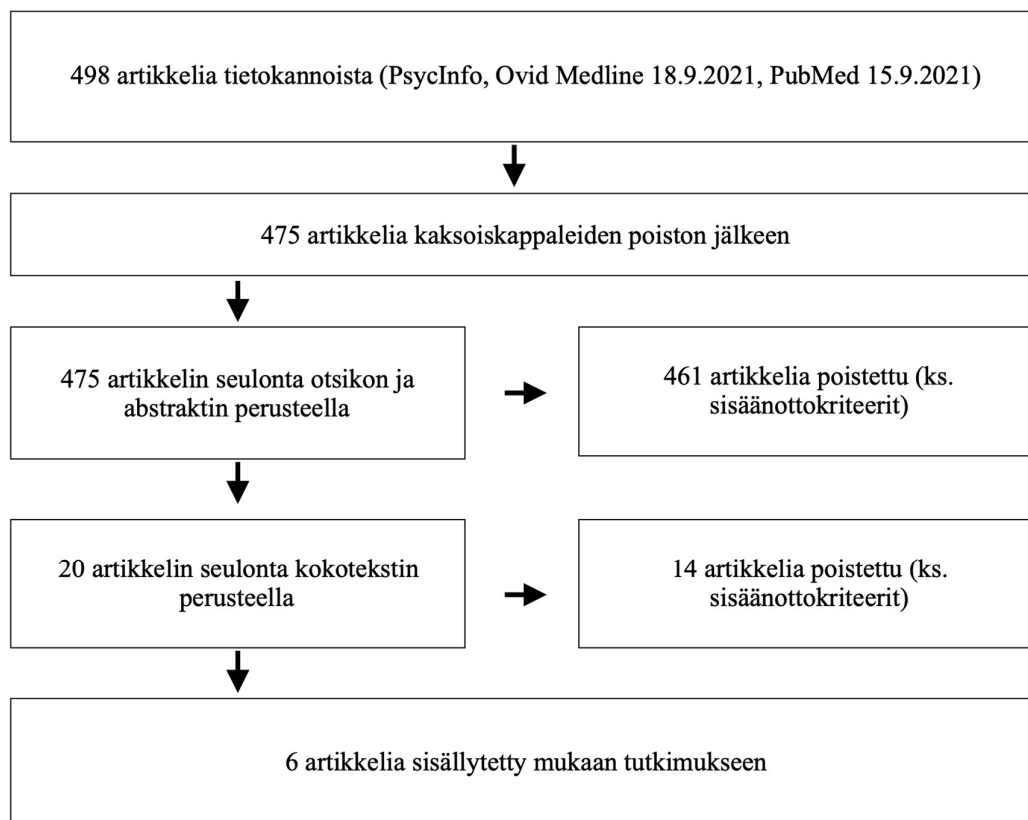 498 artikkelia tietokannoista (PsycInfo, Ovid Medline 18.9.2021, PubMed 15.9.2021)
475 artikkelia kaksoiskappaleiden poiston jälkeen
475 artikkelin seulonta otsikon ja
abstraktin perusteella
461 artikkelia poistettu (ks.
sisäänottokriteerit)
20 artikkelin seulonta kokotekstin
perusteella
14 artikkelia poistettu (ks.
sisäänottokriteerit)
6 artikkelia sisällytetty mukaan tutkimukseen